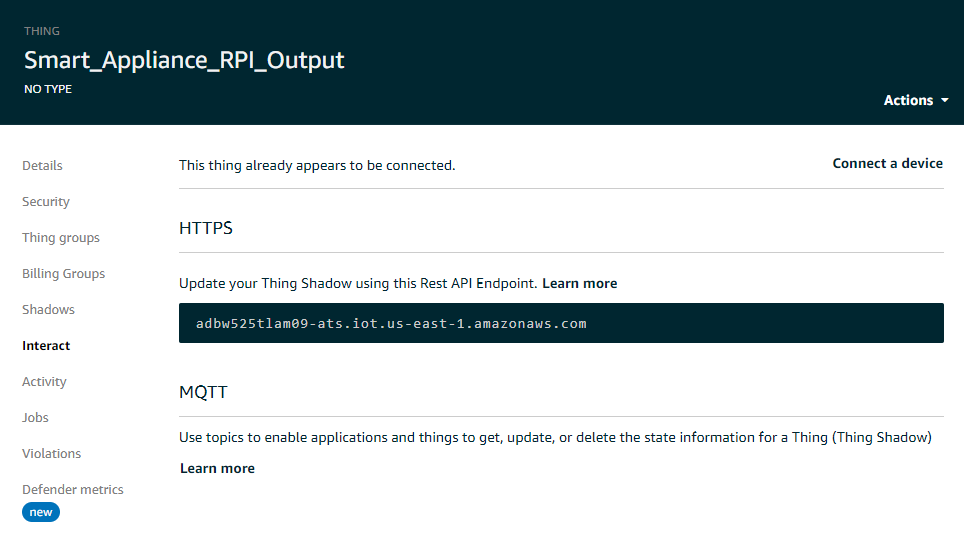 THING
Smart_Appliance_RPI_Output
NO TYPE
Actions
Details
Security
Thing groups
Billing Groups
Shadows
Interact
Activity
Jobs
Violations
Defender metrics
new
This thing already appears to be connected.
Connect a device
HTTPS
Update your Thing Shadow using this Rest API Endpoint. Learn more
adbw525tlam09-ats.iot.us-east-1.amazonaws.com
MQTT
Use topics to enable applications and things to get, update, or delete the state information for a Thing (Thing Shadow)
Learn more